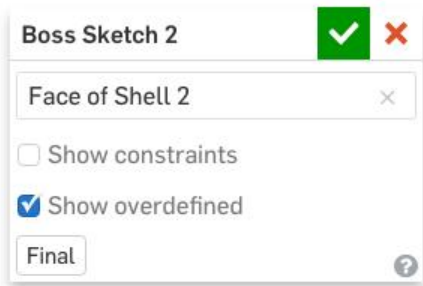 Boss Sketch 2
Face of Shell 2
Show constraints
Show overdefined
Final